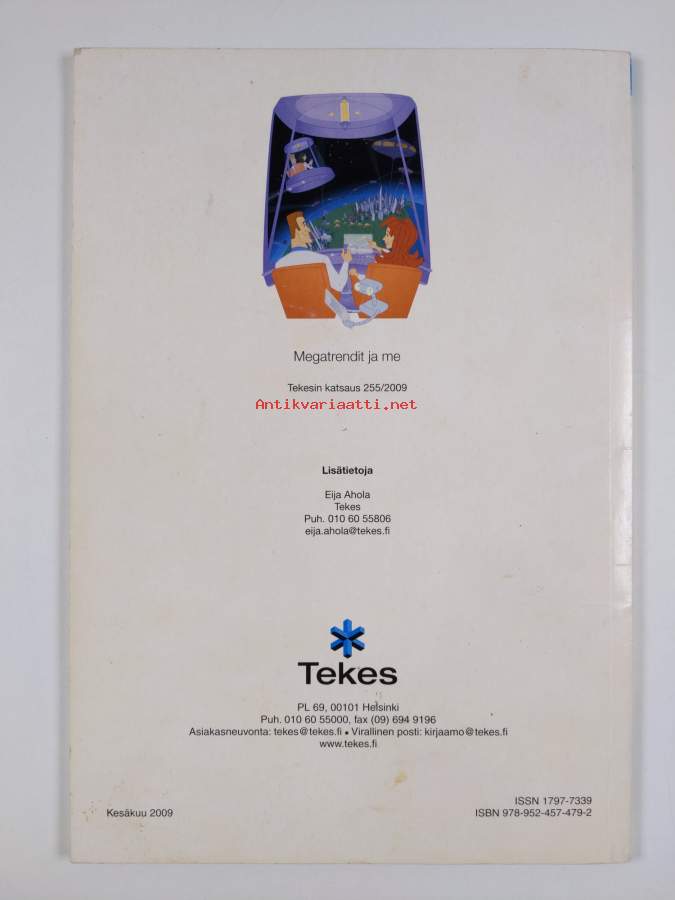 Megatrendit ja me
Tekesin katsaus 255/2009
Antikvariaatti.net
Lisätietoja
Eija Ahola
Tekes
Puh. 010 60 55806
eija.ahola@tekes.fi
Tekes
PL 69, 00101 Helsinki
Puh. 010 60 55000, fax (09) 694 9196
Asiakasneuvonta: tekes@tekes.fi • Virallinen posti: kirjaamo@tekes.fi
www.tekes.fi
Kesäkuu 2009
ISSN 1797-7339
ISBN 978-952-457-479-2